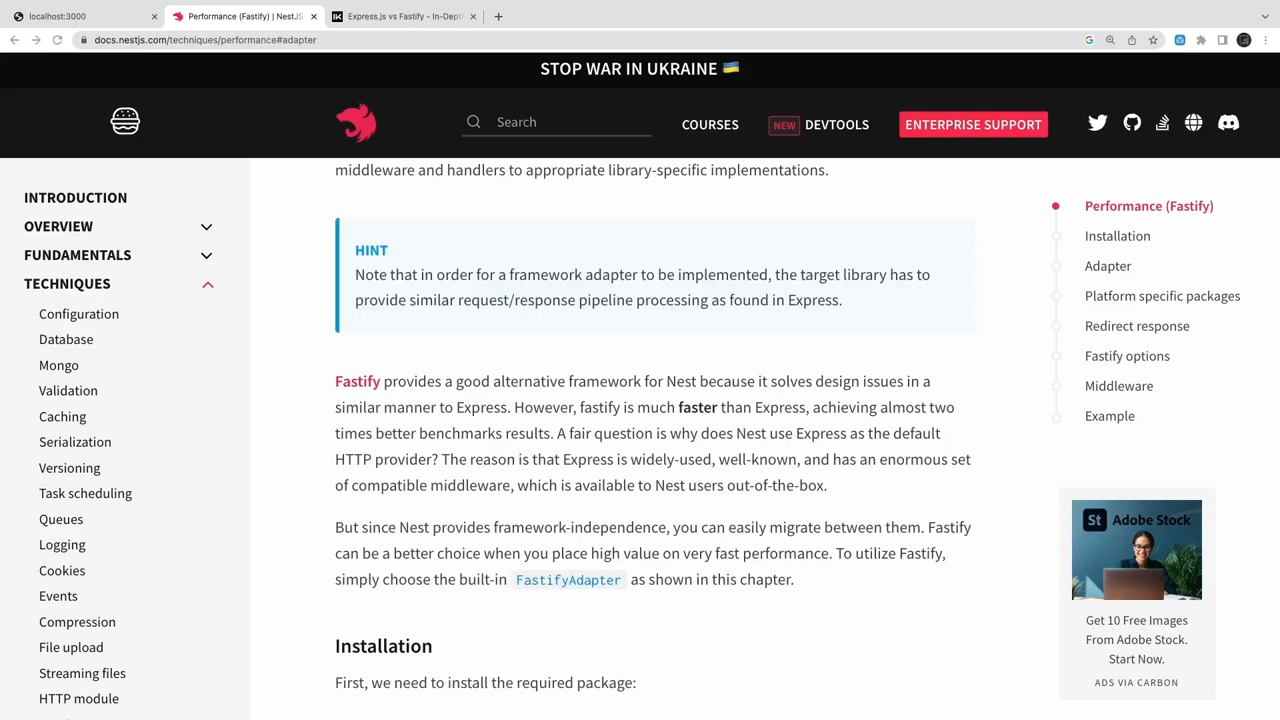 localhost:3000
Performance (Fastify) | NestJS
Express.js vs Fastify - In-Depth
docs.nestjs.com/techniques/performance#adapter
STOP WAR IN UKRAINE 🇺🇦
Search
COURSES
NEW DEVTOOLS
ENTERPRISE SUPPORT
INTRODUCTION
OVERVIEW
FUNDAMENTALS
TECHNIQUES
Configuration
Database
Mongo
Validation
Caching
Serialization
Versioning
Task scheduling
Queues
Logging
Cookies
Events
Compression
File upload
Streaming files
HTTP module
middleware and handlers to appropriate library-specific implementations.
HINT
Note that in order for a framework adapter to be implemented, the target library has to
provide similar request/response pipeline processing as found in Express.
Fastify provides a good alternative framework for Nest because it solves design issues in a
similar manner to Express. However, fastify is much faster than Express, achieving almost two
times better benchmarks results. A fair question is why does Nest use Express as the default
HTTP provider? The reason is that Express is widely-used, well-known, and has an enormous set
of compatible middleware, which is available to Nest users out-of-the-box.
But since Nest provides framework-independence, you can easily migrate between them. Fastify
can be a better choice when you place high value on very fast performance. To utilize Fastify,
simply choose the built-in FastifyAdapter as shown in this chapter.
Installation
First, we need to install the required package:
Performance (Fastify)
Installation
Adapter
Platform specific packages
Redirect response
Fastify options
Middleware
Example
St Adobe Stock
Get 10 Free Images
From Adobe Stock.
Start Now.
ADS VIA CARBON